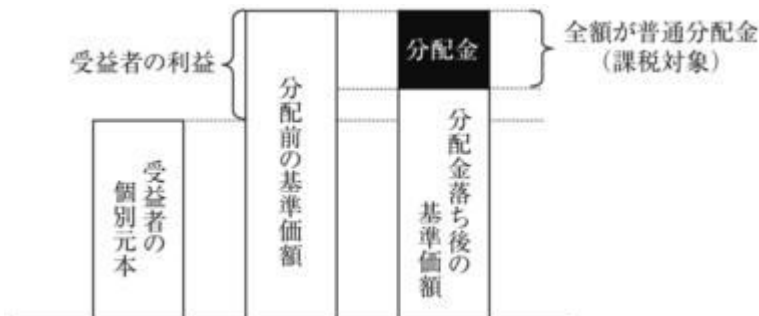 受益者の利益
分配金
全額が普通分配金
（課税対象）
受益者の
個別元本
分配前の基準価額
分配金落ち後の
基準価額